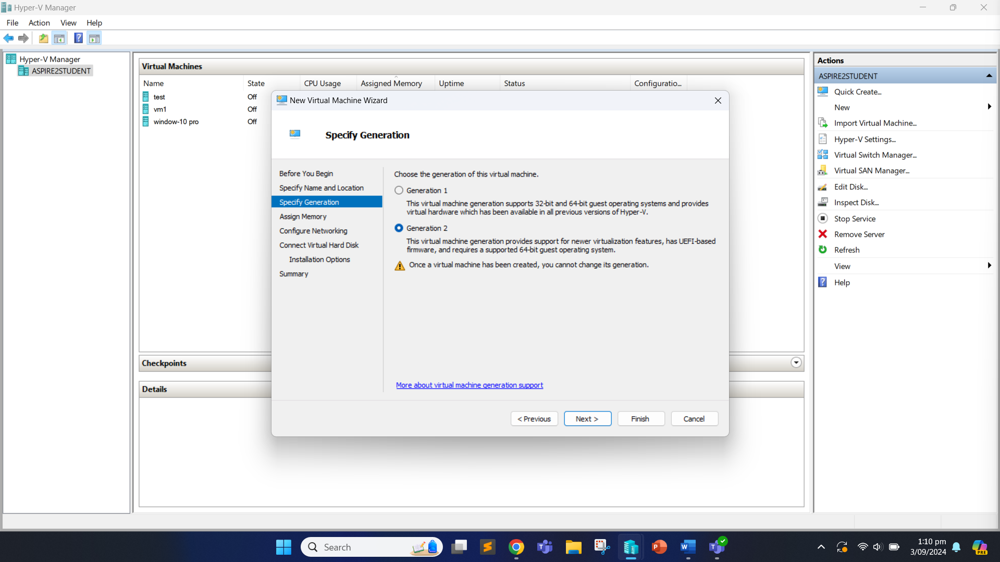 Hyper-V Manager
File Action View Help
Hyper-V Manager
ASPIRE2STUDENT
Virtual Machines
Name State CPU Usage Assigned Memory Uptime Status Configuratio...
test Off
vm1 Off
window-10 pro Off
New Virtual Machine Wizard
Specify Generation
Before You Begin
Specify Name and Location
Specify Generation
Assign Memory
Configure Networking
Connect Virtual Hard Disk
Installation Options
Summary
Choose the generation of this virtual machine.
Generation 1
This virtual machine generation supports 32-bit and 64-bit guest operating systems and provides
virtual hardware which has been available in all previous versions of Hyper-V.
Generation 2
This virtual machine generation provides support for newer virtualization features, has UEFI-based
firmware, and requires a supported 64-bit guest operating system.
Once a virtual machine has been created, you cannot change its generation.
More about virtual machine generation support
< Previous Next > Finish Cancel
Checkpoints
Details
Actions
ASPIRE2STUDENT
Quick Create...
New
Import Virtual Machine...
Hyper-V Settings...
Virtual Switch Manager...
Virtual SAN Manager...
Edit Disk...
Inspect Disk...
Stop Service
Remove Server
Refresh
View
Help
Search
1:10 pm
3/09/2024
PRE